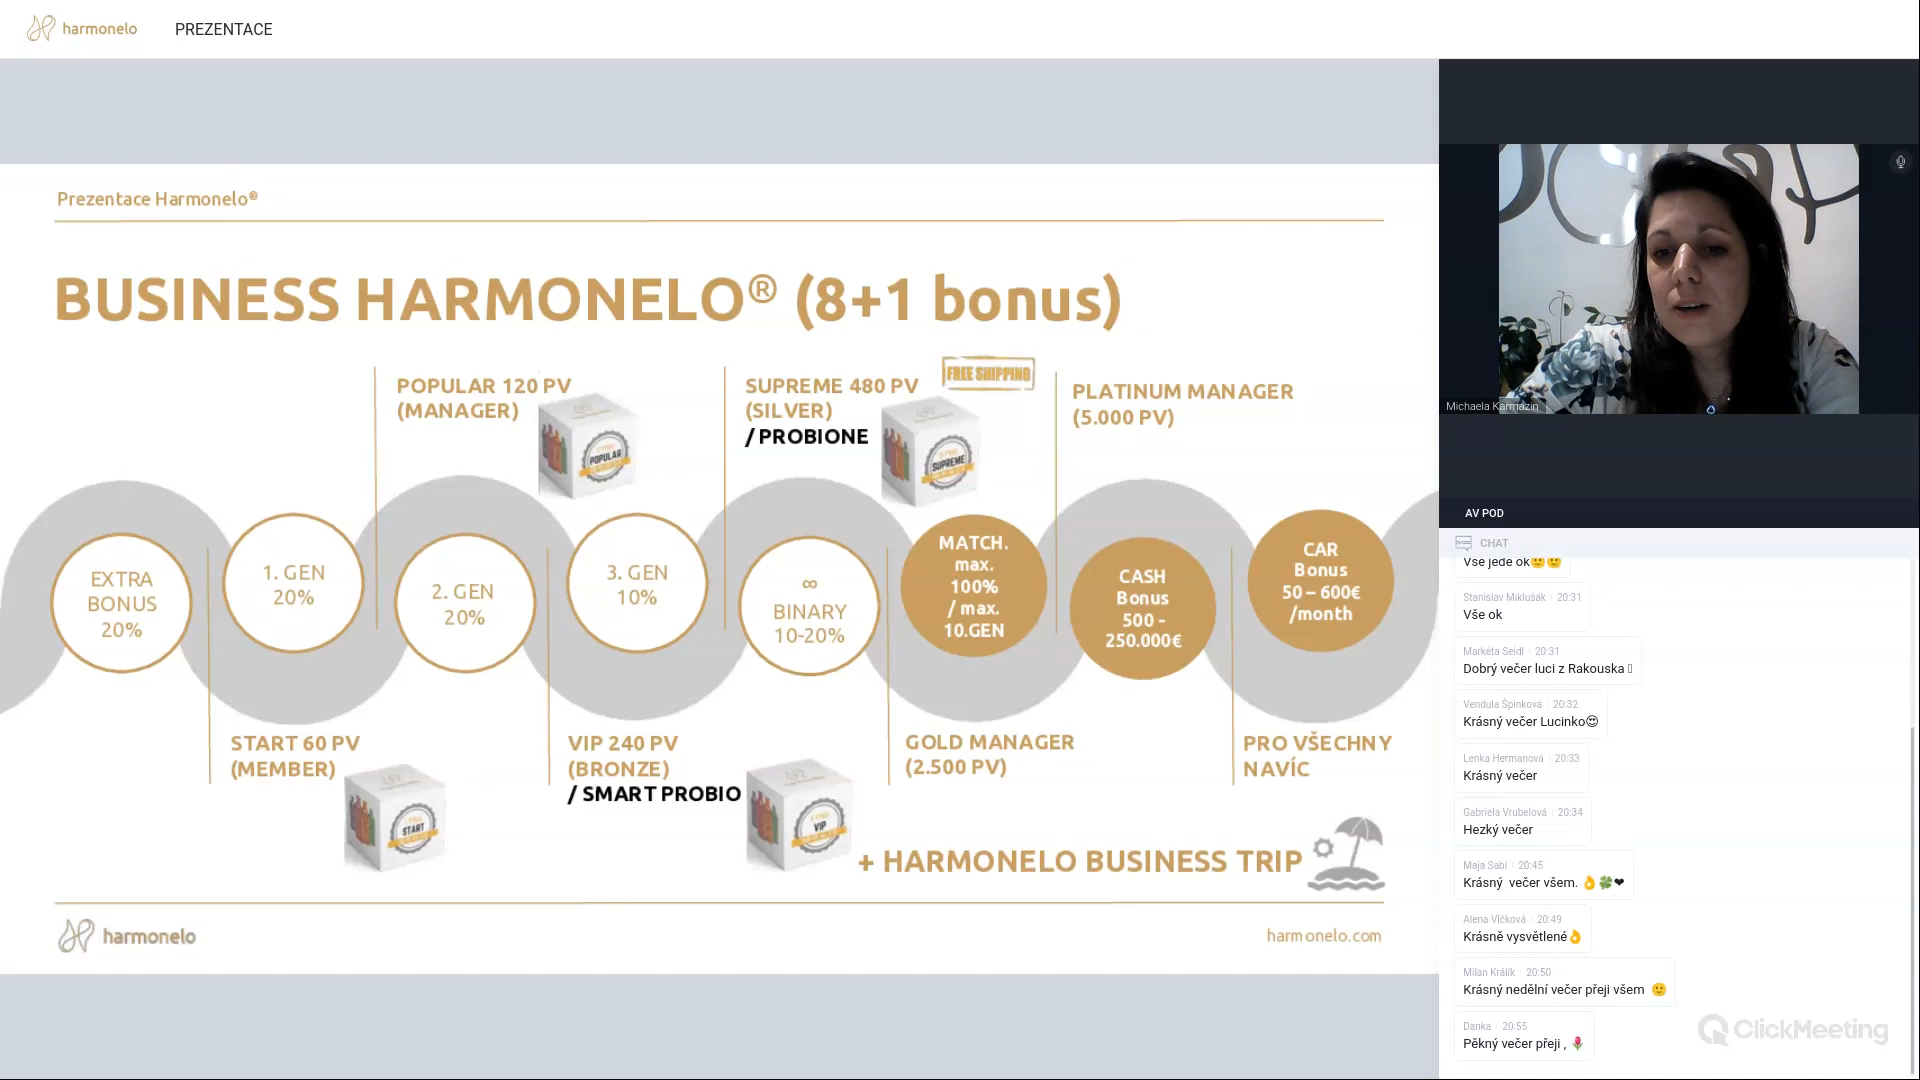 harmonelo
PREZENTACE
Prezentace Harmonelo®
BUSINESS HARMONELO® (8+1 bonus)
POPULAR 120 PV
(MANAGER)
POPULAR
SUPREME 480 PV
(SILVER)
/ PROBIONE
FREE SHIPPING
SUPREME
PLATINUM MANAGER
(5.000 PV)
EXTRA
BONUS
20%
1. GEN
20%
2. GEN
20%
3. GEN
10%
∞
BINARY
10-20%
MATCH.
max.
100%
/ max.
10.GEN
CASH
Bonus
500 -
250.000€
CAR
Bonus
50 – 600€
/month
START 60 PV
(MEMBER)
START
VIP 240 PV
(BRONZE)
/ SMART PROBIO
VIP
GOLD MANAGER
(2.500 PV)
PRO VŠECHNY
NAVÍC
+ HARMONELO BUSINESS TRIP
harmonelo
harmonelo.com
Michaela Karmazin
AV POD
CHAT
Vše jede ok🙂🙂
Stanislav Miklušák 20:31
Vše ok
Markéta Seidl 20:31
Dobrý večer luci z Rakouska
Vendula Špinková 20:32
Krásný večer Lucinko😍
Lenka Hermanová 20:33
Krásný večer
Gabriela Vrubelová 20:34
Hezký večer
Maja Sabi 20:45
Krásný večer všem. 👌🍀❤
Alena Vlčková 20:49
Krásně vysvětlené👌
Milan Králík 20:50
Krásný nedělní večer přeji všem 🙂
Danka 20:55
Pěkný večer přeji , 🌷
ClickMeeting